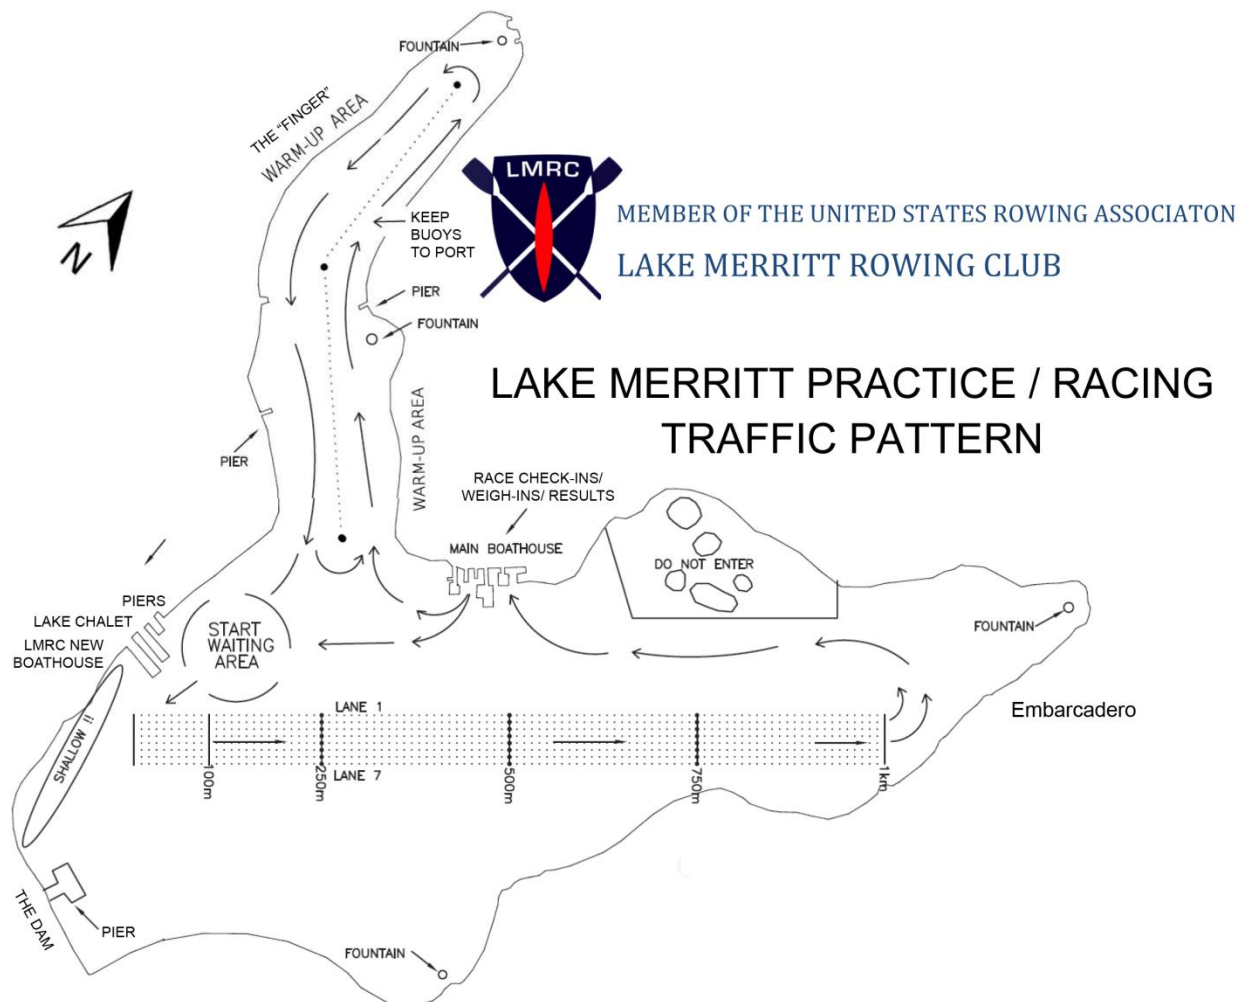 FOUNTAIN
THE "FINGER"
WARM-UP AREA
LMRC
MEMBER OF THE UNITED STATES ROWING ASSOCIATON
LAKE MERRITT ROWING CLUB
KEEP
BUOYS
TO PORT
N
PIER
FOUNTAIN
LAKE MERRITT PRACTICE / RACING
TRAFFIC PATTERN
WARM-UP AREA
PIER
RACE CHECK-INS/
WEIGH-INS/ RESULTS
MAIN BOATHOUSE
DO NOT ENTER
PIERS
LAKE CHALET
LMRC NEW
BOATHOUSE
START
WAITING
AREA
FOUNTAIN
Embarcadero
LANE 1
SHALLOW !!
LANE 7
100m
250m
500m
750m
1km
THE DAM
PIER
FOUNTAIN